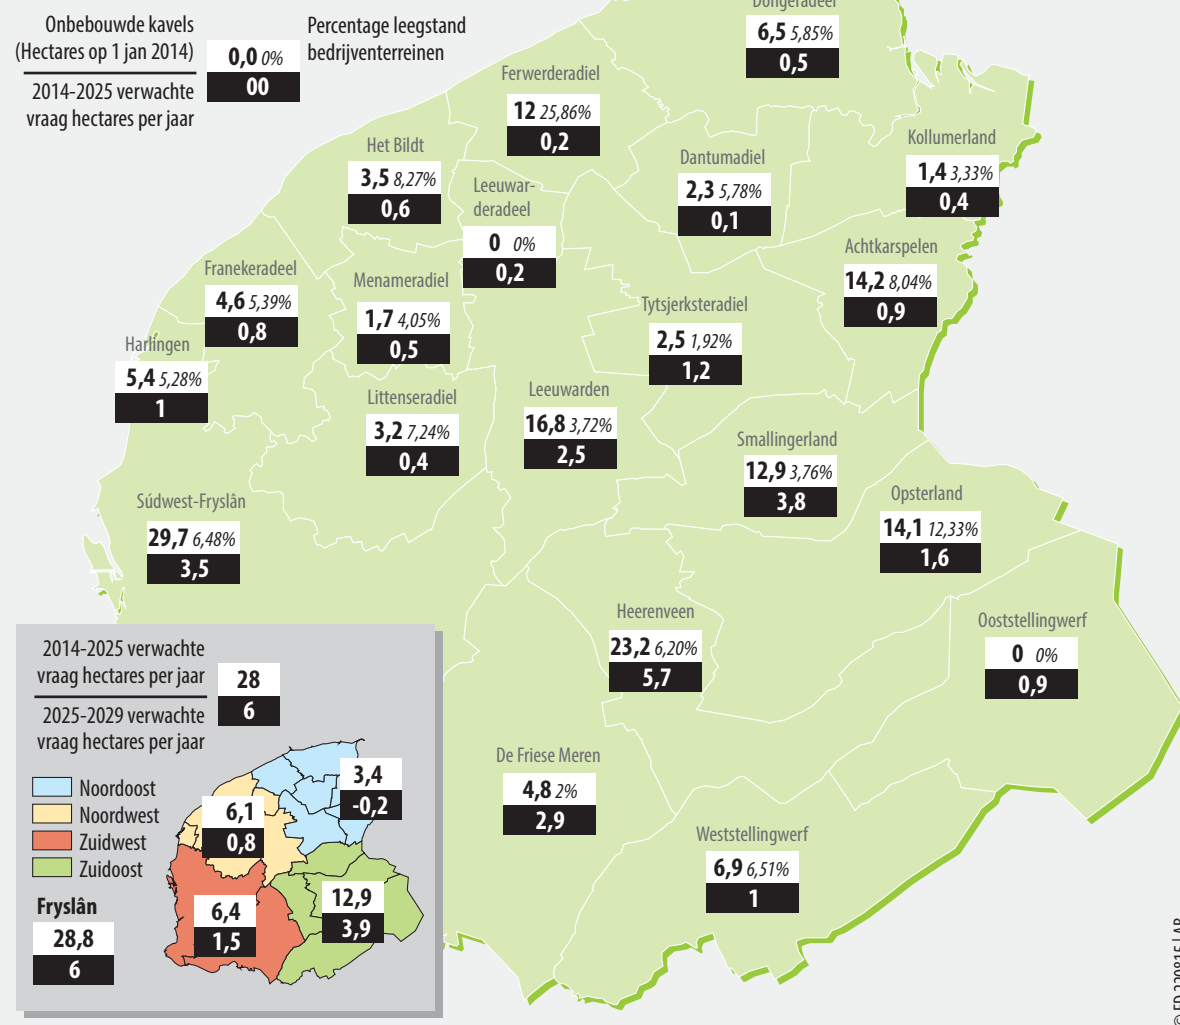 Onbebouwde kavels
(Hectares op 1 jan 2014)
2014-2025 verwachte
vraag hectares per jaar
0,0 0%
00
Percentage leegstand
bedrijventerreinen
Dongeradeel
6,5 5,85%
0,5
Ferwerderadiel
12 25,86%
0,2
Kollumerland
1,4 3,33%
0,4
Het Bildt
3,5 8,27%
0,6
Dantumadiel
2,3 5,78%
0,1
Leeuwar-
deradeel
0 0%
0,2
Achtkarspelen
14,2 8,04%
0,9
Franekeradeel
4,6 5,39%
0,8
Menameradiel
1,7 4,05%
0,5
Tytsjerksteradiel
2,5 1,92%
1,2
Harlingen
5,4 5,28%
1
Littenseradiel
3,2 7,24%
0,4
Leeuwarden
16,8 3,72%
2,5
Smallingerland
12,9 3,76%
3,8
Súdwest-Fryslân
29,7 6,48%
3,5
Opsterland
14,1 12,33%
1,6
Heerenveen
23,2 6,20%
5,7
Ooststellingwerf
0 0%
0,9
De Friese Meren
4,8 2%
2,9
Weststellingwerf
6,9 6,51%
1
2014-2025 verwachte
vraag hectares per jaar
2025-2029 verwachte
vraag hectares per jaar
28
6
Noordoost
Noordwest
Zuidwest
Zuidoost
3,4
-0,2
6,1
0,8
6,4
1,5
12,9
3,9
Fryslân
28,8
6
© FD 220815 | AB